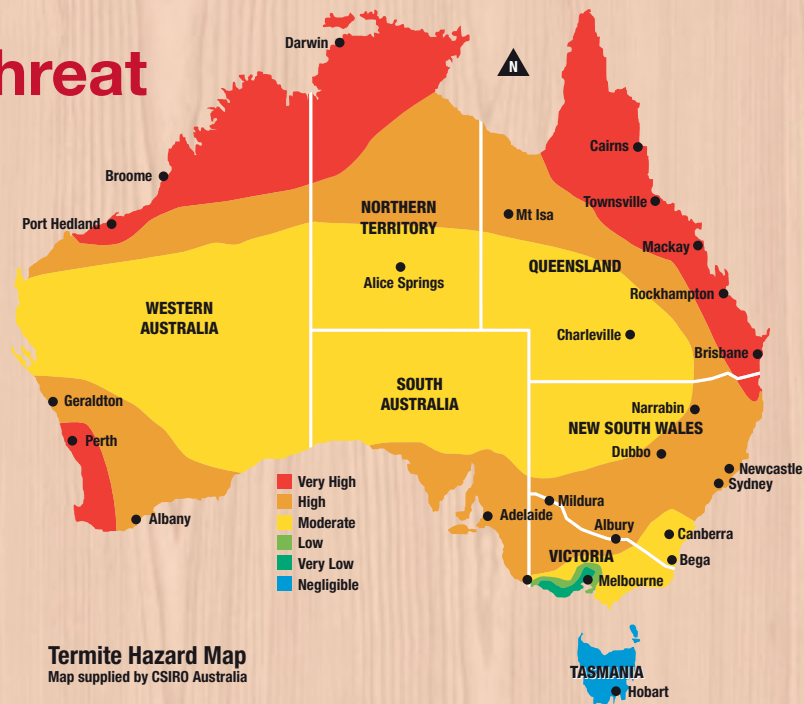 hreat
N
Darwin
Broome
Port Hedland
Cairns
Townsville
Mackay
Rockhampton
Brisbane
Mt Isa
NORTHERN
TERRITORY
Alice Springs
QUEENSLAND
Charleville
WESTERN
AUSTRALIA
SOUTH
AUSTRALIA
Geraldton
Perth
Albany
Narrabin
NEW SOUTH WALES
Dubbo
Newcastle
Sydney
Mildura
Adelaide
Albury
Canberra
Bega
VICTORIA
Melbourne
Very High
High
Moderate
Low
Very Low
Negligible
TASMANIA
Hobart
Termite Hazard Map
Map supplied by CSIRO Australia